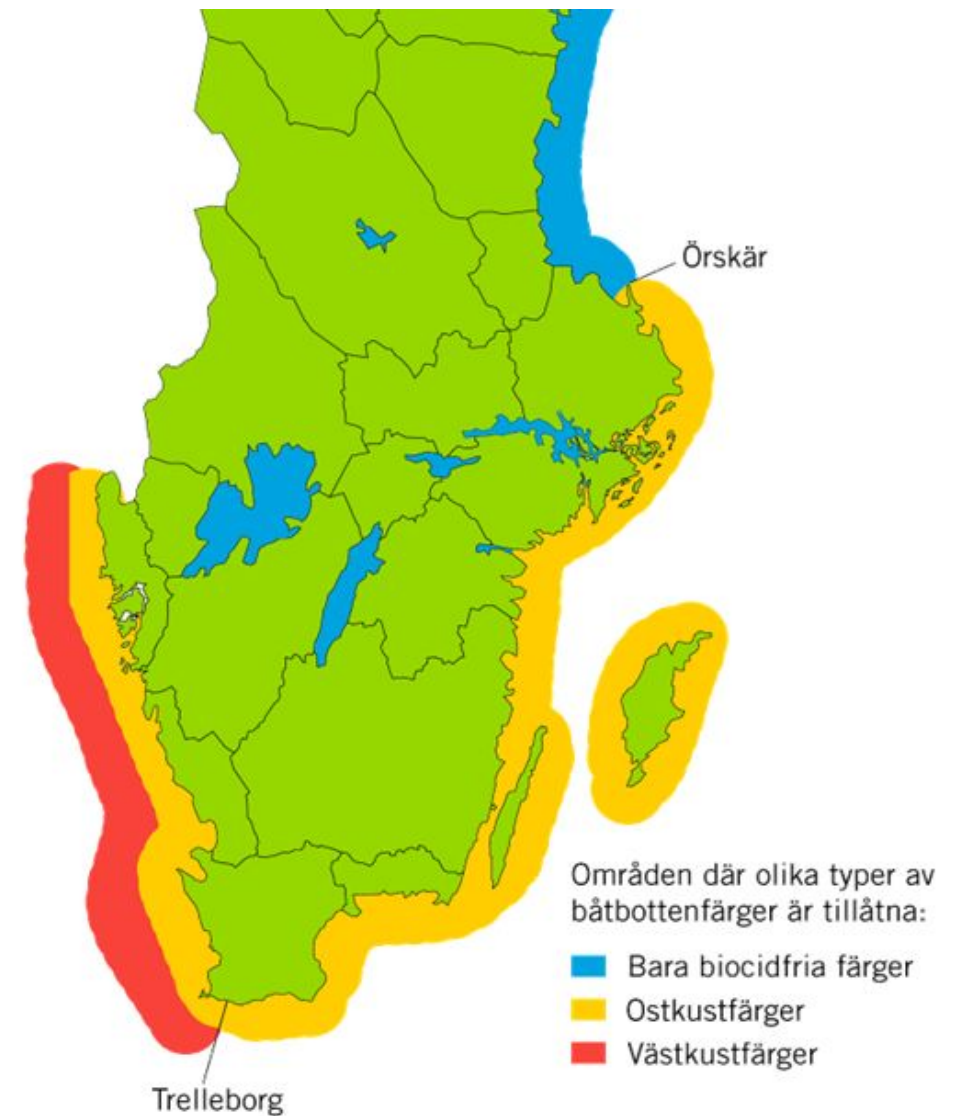 Örskär
Områden där olika typer av
båtbottenfärger är tillåtna:
Bara biocidfria färger
Ostkustfärger
Västkustfärger
Trelleborg